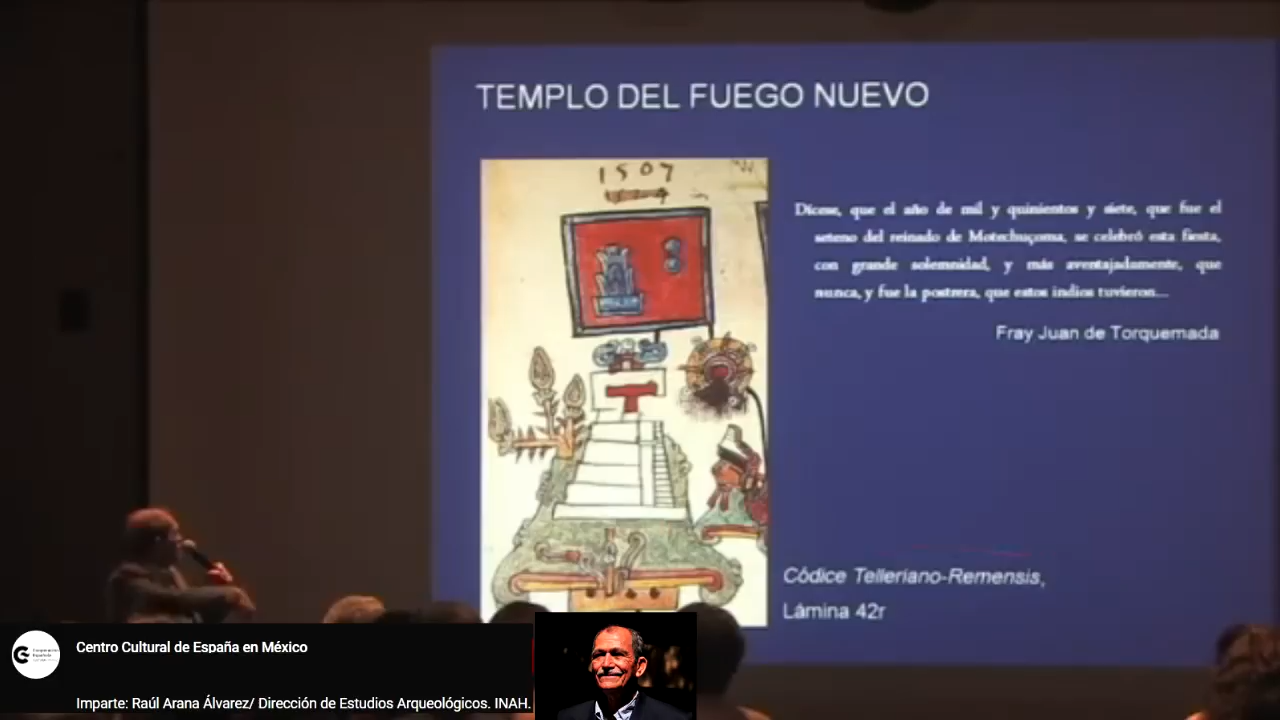 TEMPLO DEL FUEGO NUEVO
1507
Dícese, que el año de mil y quinientos y siete, que fue el
seteno del reinado de Motechuçoma, se celebró esta fiesta,
con grande solemnidad, y más aventajadamente, que
nunca, y fue la postrera, que estos indios tuvieron...
Fray Juan de Torquemada
Códice Telleriano-Remensis,
Lámina 42r
Centro Cultural de España en México
Imparte: Raúl Arana Álvarez/ Dirección de Estudios Arqueológicos. INAH.